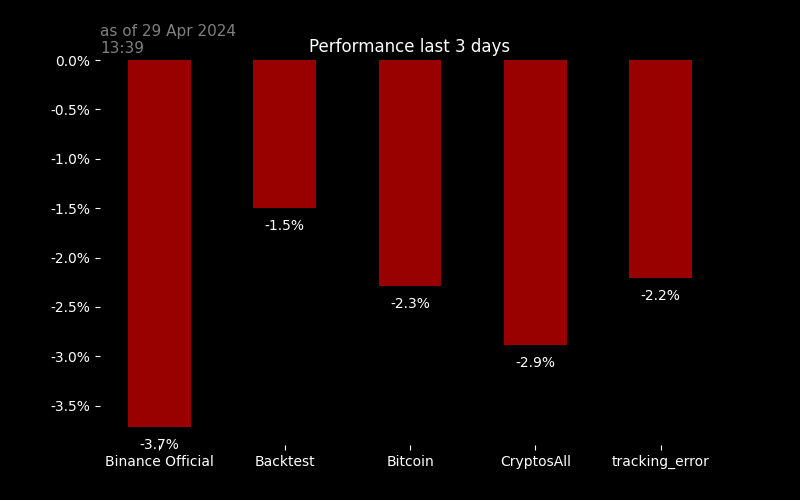 as of 29 Apr 2024
13:39
Performance last 3 days
0.0%
-0.5%
-1.0%
-1.5%
-2.0%
-2.5%
-3.0%
-3.5%
-3.7%
-1.5%
-2.3%
-2.9%
-2.2%
Binance Official
Backtest
Bitcoin
CryptosAll
tracking_error